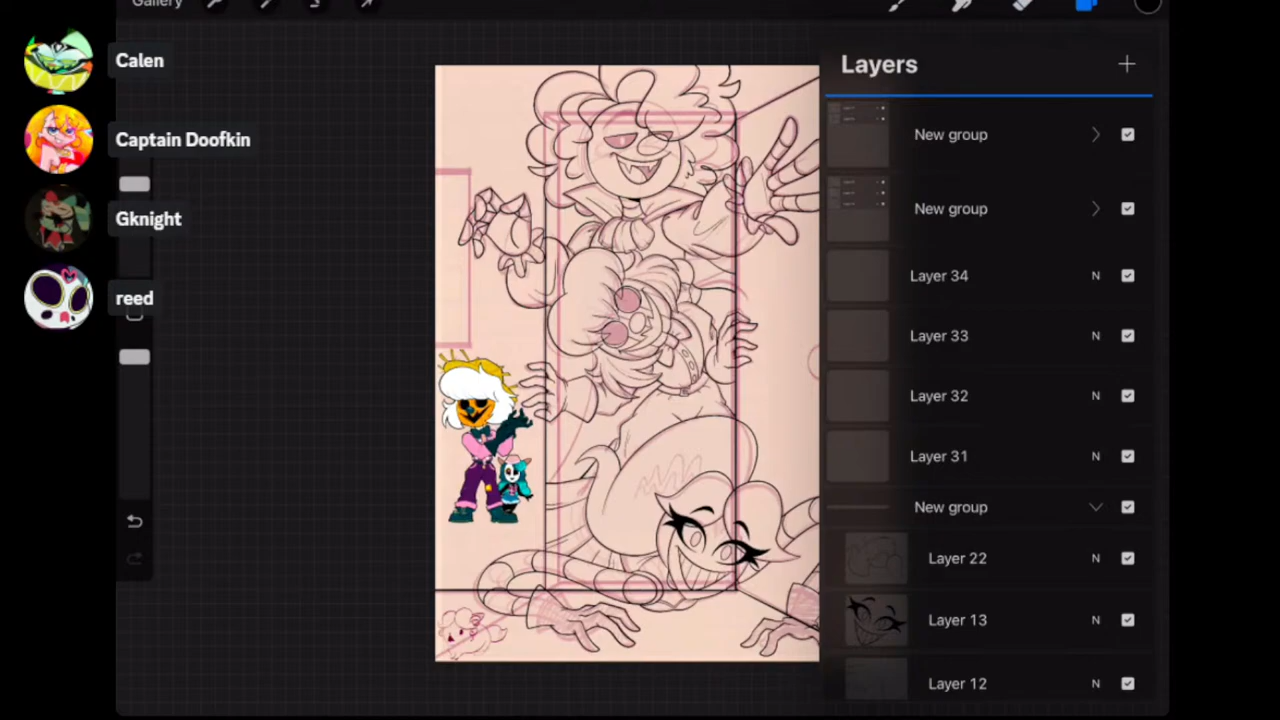 Gallery
Calen
Captain Doofkin
Gknight
reed
Layers
New group
New group
Layer 34 N
Layer 33 N
Layer 32 N
Layer 31 N
New group
Layer 22 N
Layer 13 N
Layer 12 N